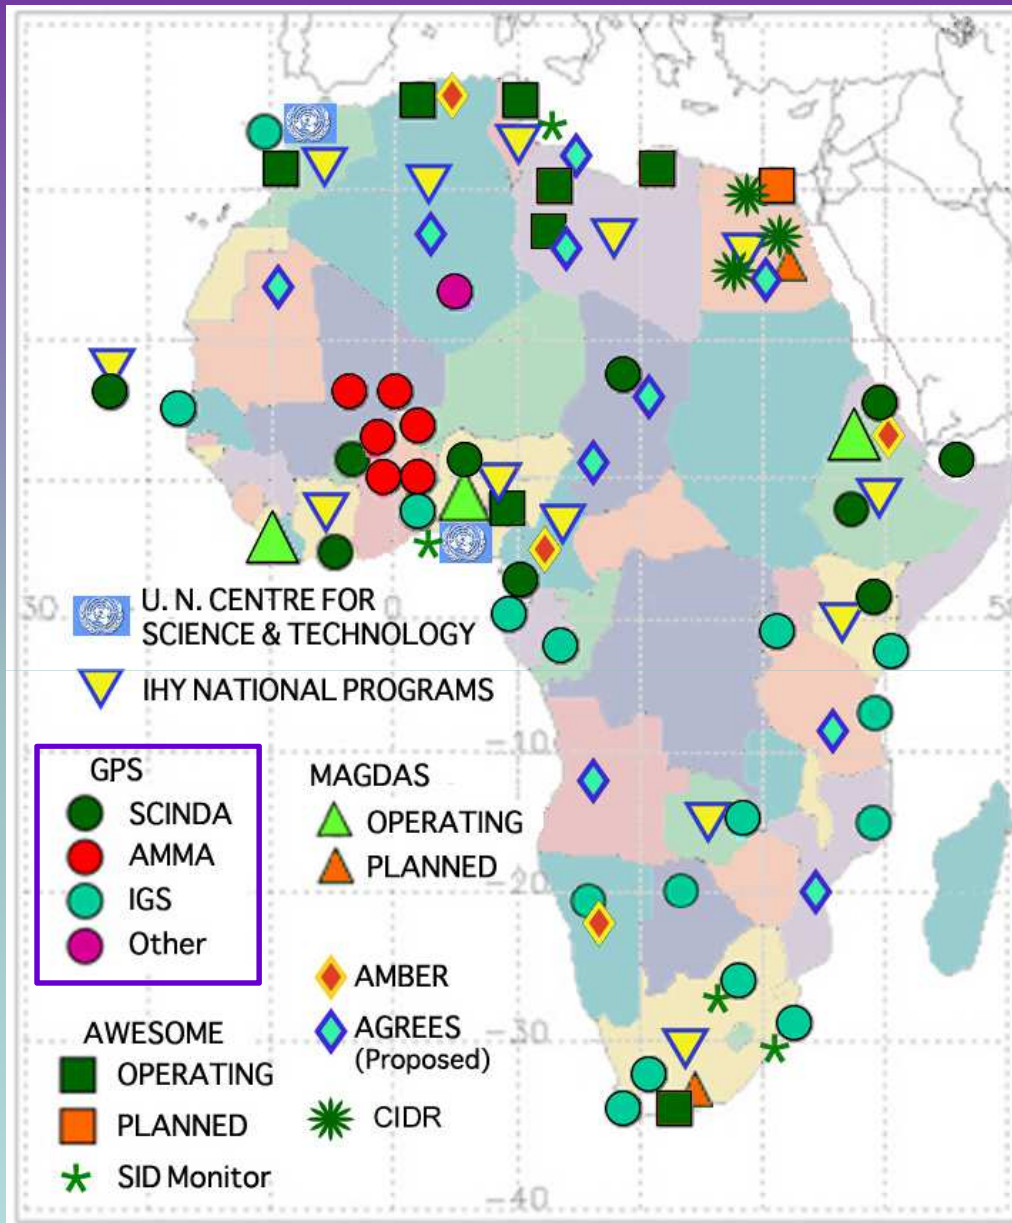 30
0
50
U. N. CENTRE FOR
SCIENCE & TECHNOLOGY
IHY NATIONAL PROGRAMS
-10
GPS
SCINDA
AMMA
IGS
Other
MAGDAS
OPERATING
PLANNED
-20
AMBER
AGREES
(Proposed)
CIDR
-30
AWESOME
OPERATING
PLANNED
SID Monitor
-40